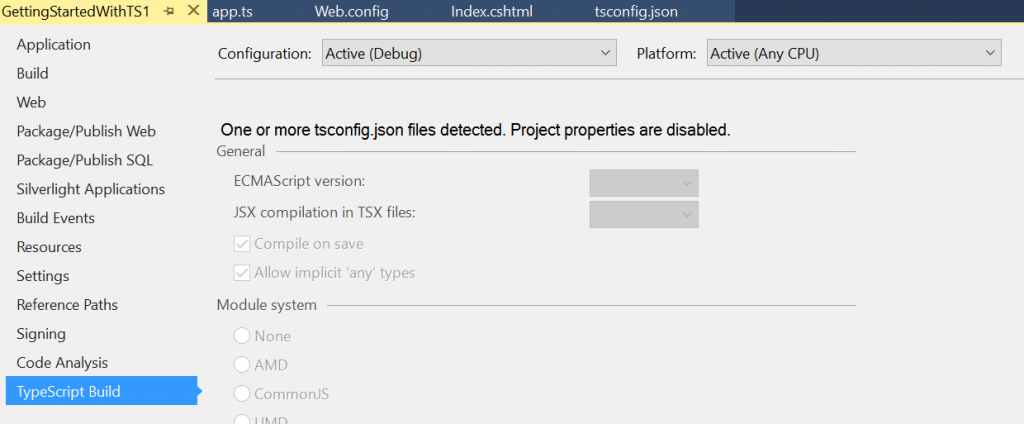 GettingStartedWithTS1 app.ts Web.config Index.cshtml tsconfig.json
Application
Build
Web
Package/Publish Web
Package/Publish SQL
Silverlight Applications
Build Events
Resources
Settings
Reference Paths
Signing
Code Analysis
TypeScript Build
Configuration: Active (Debug) Platform: Active (Any CPU)
One or more tsconfig.json files detected. Project properties are disabled.
General
ECMAScript version:
JSX compilation in TSX files:
Compile on save
Allow implicit 'any' types
Module system
None
AMD
CommonJS
UMD